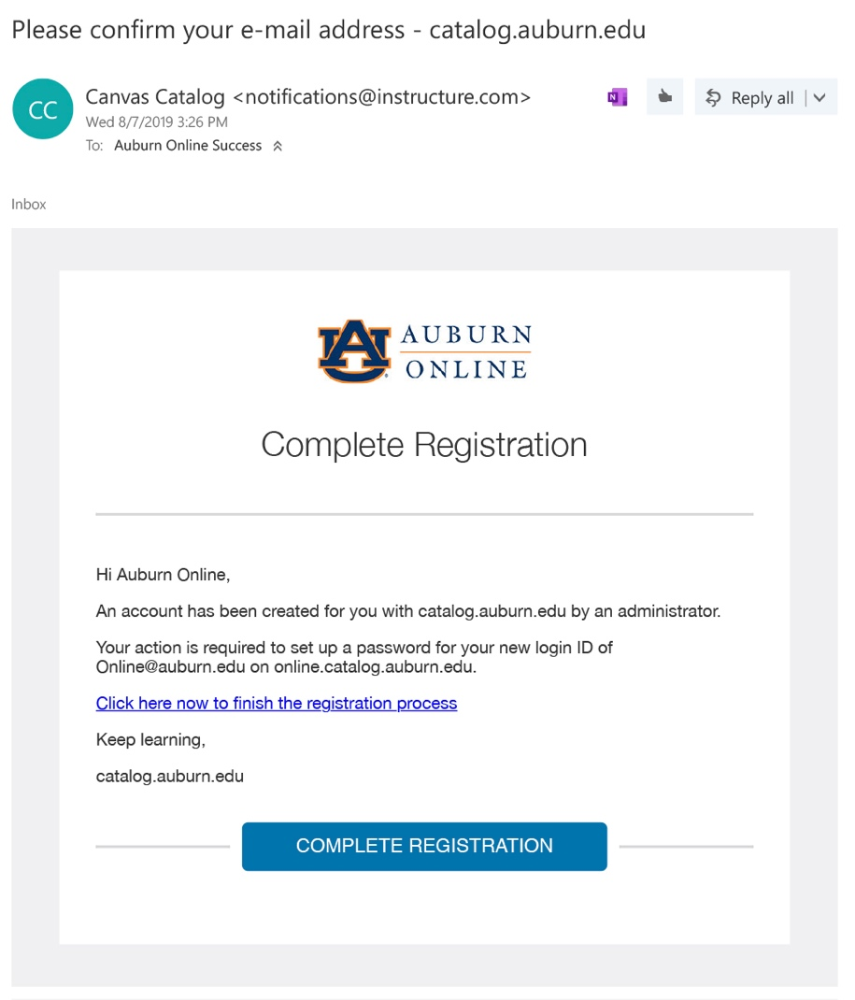 Please confirm your e-mail address - catalog.auburn.edu
CC
Canvas Catalog <notifications@instructure.com>
N
Reply all
Wed 8/7/2019 3:26 PM
To: Auburn Online Success
Inbox
AU
AUBURN
ONLINE
Complete Registration
Hi Auburn Online,
An account has been created for you with catalog.auburn.edu by an administrator.
Your action is required to set up a password for your new login ID of
Online@auburn.edu on online.catalog.auburn.edu.
Click here now to finish the registration process
Keep learning,
catalog.auburn.edu
COMPLETE REGISTRATION